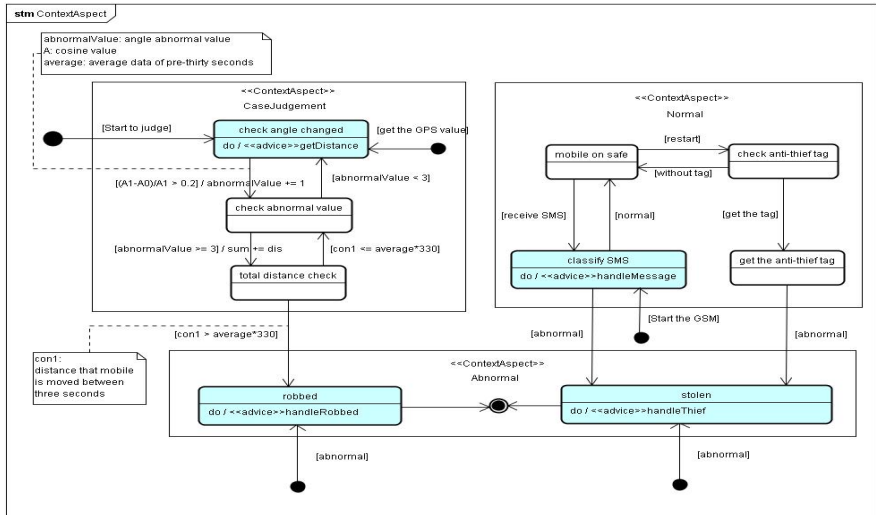 stm ContextAspect
abnormalValue: angle abnormal value
A: cosine value
average: average data of pre-thirty seconds
<<ContextAspect>>
CaseJudgement
[Start to judge]
check angle changed
do / <<advice>>getDistance
[get the GPS value]
[(A1-A0)/A1 > 0.2] / abnormalValue += 1
[abnormalValue < 3]
check abnormal value
[abnormalValue >= 3] / sum += dis
[con1 <= average*330]
total distance check
[con1 > average*330]
con1:
distance that mobile
is moved between
three seconds
<<ContextAspect>>
Normal
mobile on safe
[restart]
[without tag]
check anti-thief tag
[receive SMS]
[normal]
[get the tag]
classify SMS
do / <<advice>>handleMessage
get the anti-thief tag
[Start the GSM]
[abnormal]
[abnormal]
<<ContextAspect>>
Abnormal
robbed
do / <<advice>>handleRobbed
stolen
do / <<advice>>handleThief
[abnormal]
[abnormal]